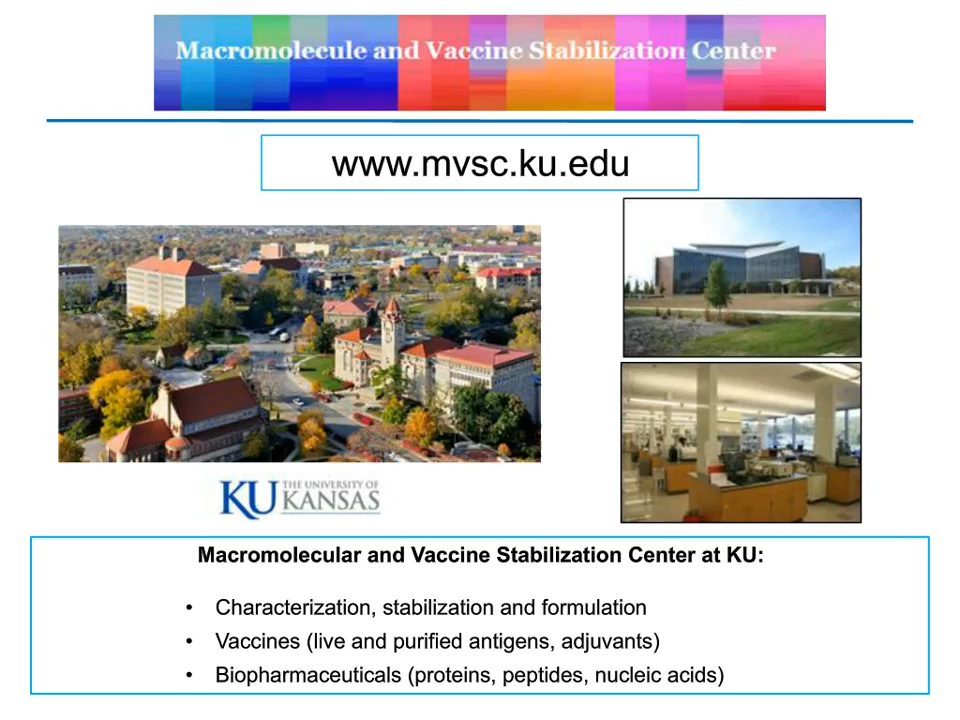 Macromolecule and Vaccine Stabilization Center
www.mvsc.ku.edu
KU THE UNIVERSITY OF
KANSAS
Macromolecular and Vaccine Stabilization Center at KU:
• Characterization, stabilization and formulation
• Vaccines (live and purified antigens, adjuvants)
• Biopharmaceuticals (proteins, peptides, nucleic acids)